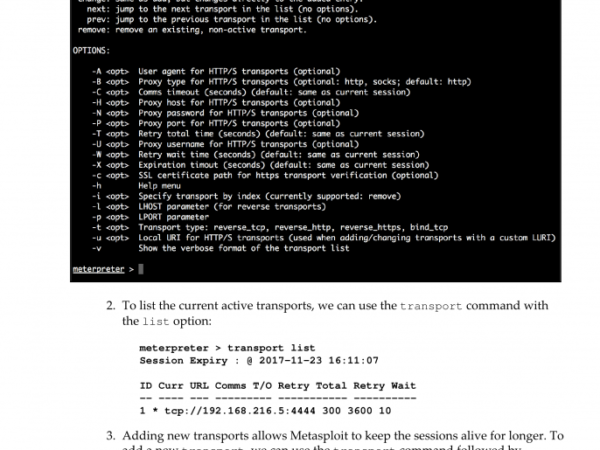 change: same as add, but changes directly to the added entry.
next: jump to the next transport in the list (no options).
prev: jump to the previous transport in the list (no options).
remove: remove an existing, non-active transport.
OPTIONS:
-A <opt> User agent for HTTP/S transports (optional)
-B <opt> Proxy type for HTTP/S transports (optional: http, socks; default: http)
-C <opt> Comms timeout (seconds) (default: same as current session)
-H <opt> Proxy host for HTTP/S transports (optional)
-N <opt> Proxy password for HTTP/S transports (optional)
-P <opt> Proxy port for HTTP/S transports (optional)
-T <opt> Retry total time (seconds) (default: same as current session)
-U <opt> Proxy username for HTTP/S transports (optional)
-W <opt> Retry wait time (seconds) (default: same as current session)
-X <opt> Expiration timout (seconds) (default: same as current session)
-c <opt> SSL certificate path for https transport verification (optional)
-h Help menu
-i <opt> Specify transport by index (currently supported: remove)
-l <opt> LHOST parameter (for reverse transports)
-p <opt> LPORT parameter
-t <opt> Transport type: reverse_tcp, reverse_http, reverse_https, bind_tcp
-u <opt> Local URI for HTTP/S transports (used when adding/changing transports with a custom LURI)
-v Show the verbose format of the transport list
meterpreter >
2. To list the current active transports, we can use the transport command with
the list option:
meterpreter > transport list
Session Expiry : @ 2017-11-23 16:11:07
ID Curr URL Comms T/O Retry Total Retry Wait
-- ---- --- --------- ----------- ----------
1 * tcp://192.168.216.5:4444 300 3600 10
3. Adding new transports allows Metasploit to keep the sessions alive for longer. To
add a new transport, we can use the transport command followed by